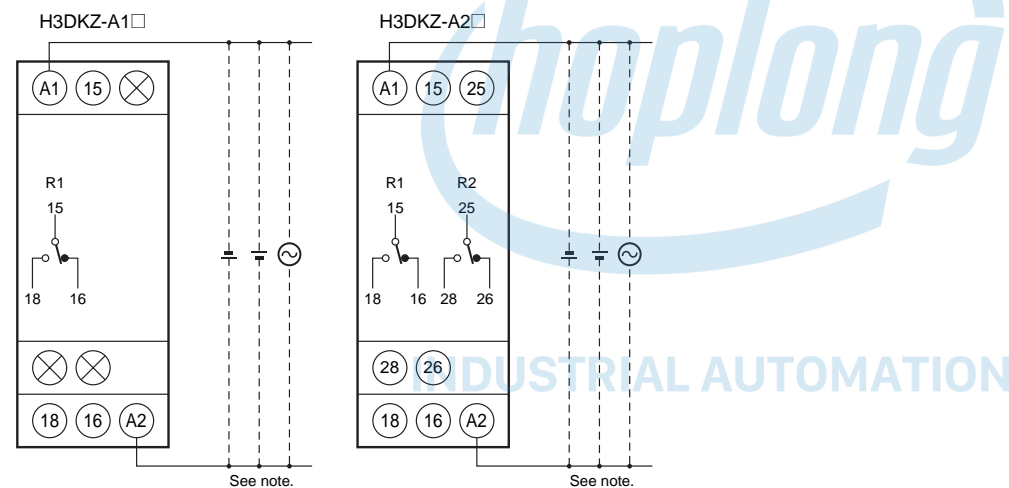 H3DKZ-A1□
H3DKZ-A2□
A1 15
A1 15 25
R1
15
18 16
R1 R2
15 25
18 16 28 26
28 26
18 16 A2
18 16 A2
See note.
See note.
hoplong
INDUSTRIAL AUTOMATION